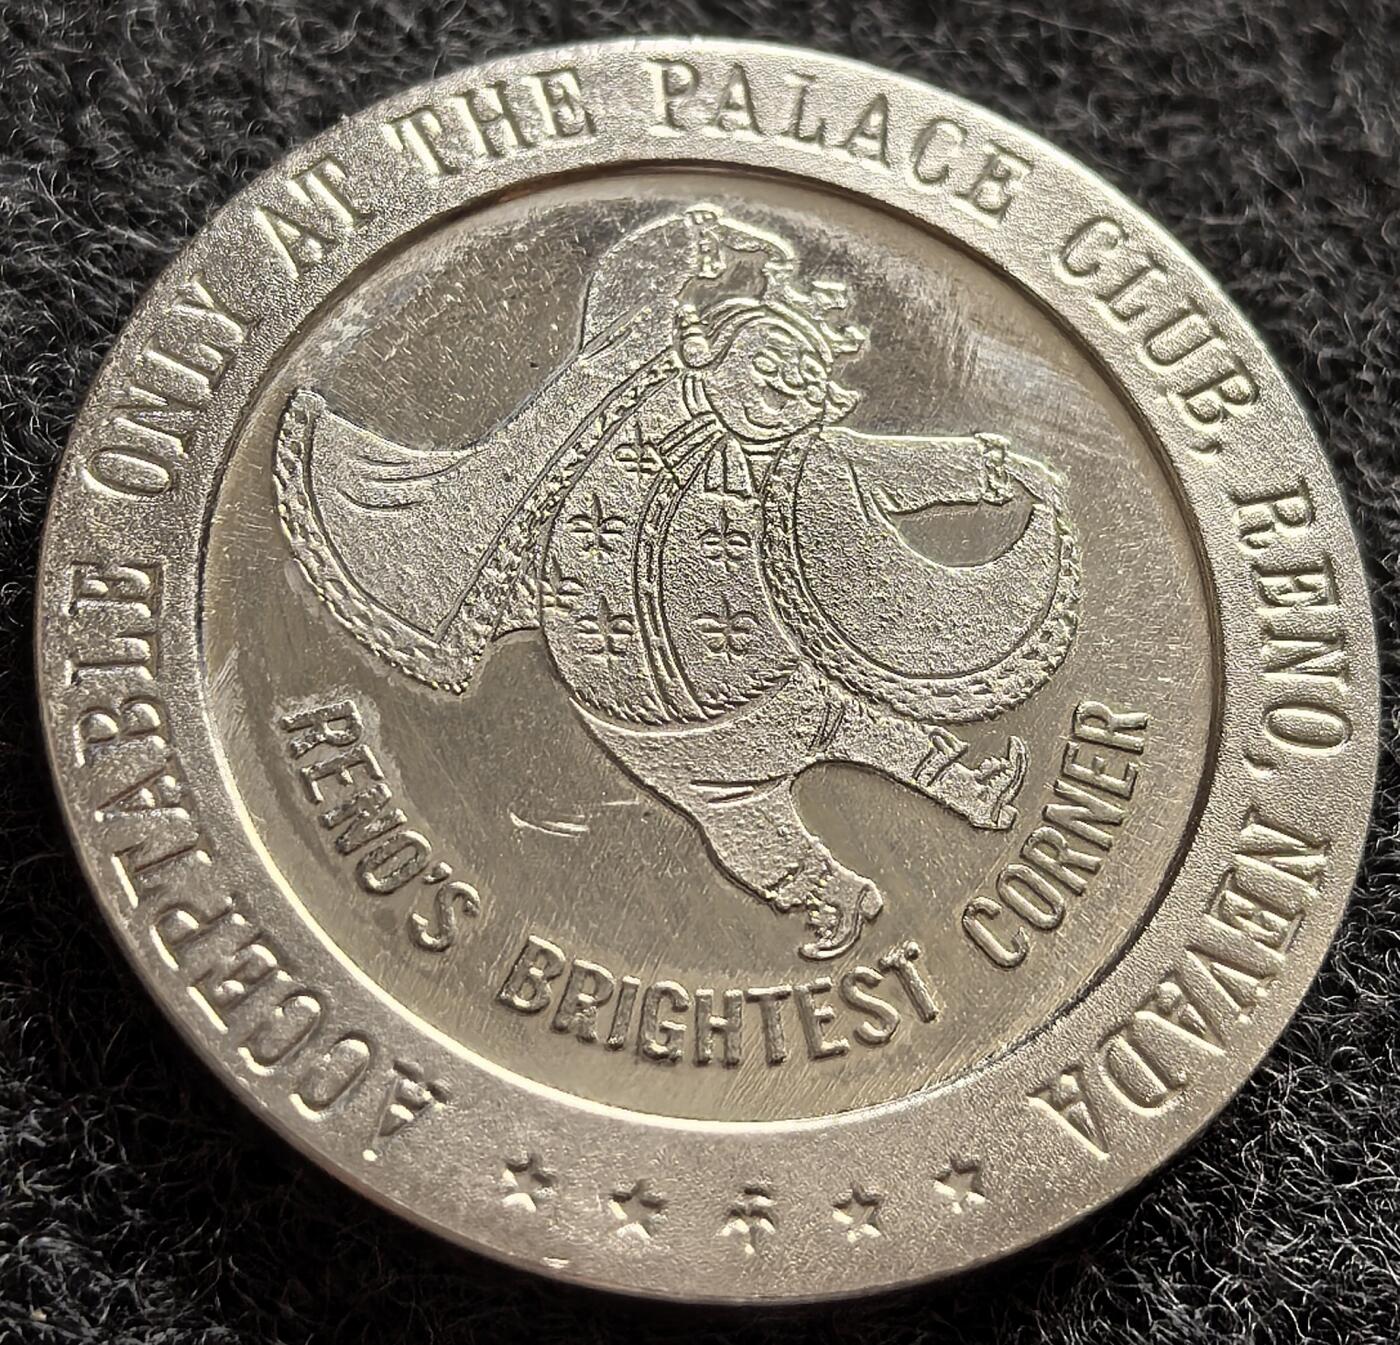 ACCEPTABLE ONLY AT THE PALACE CLUB, RENO, NEVADA
RENO'S BRIGHTEST CORNER